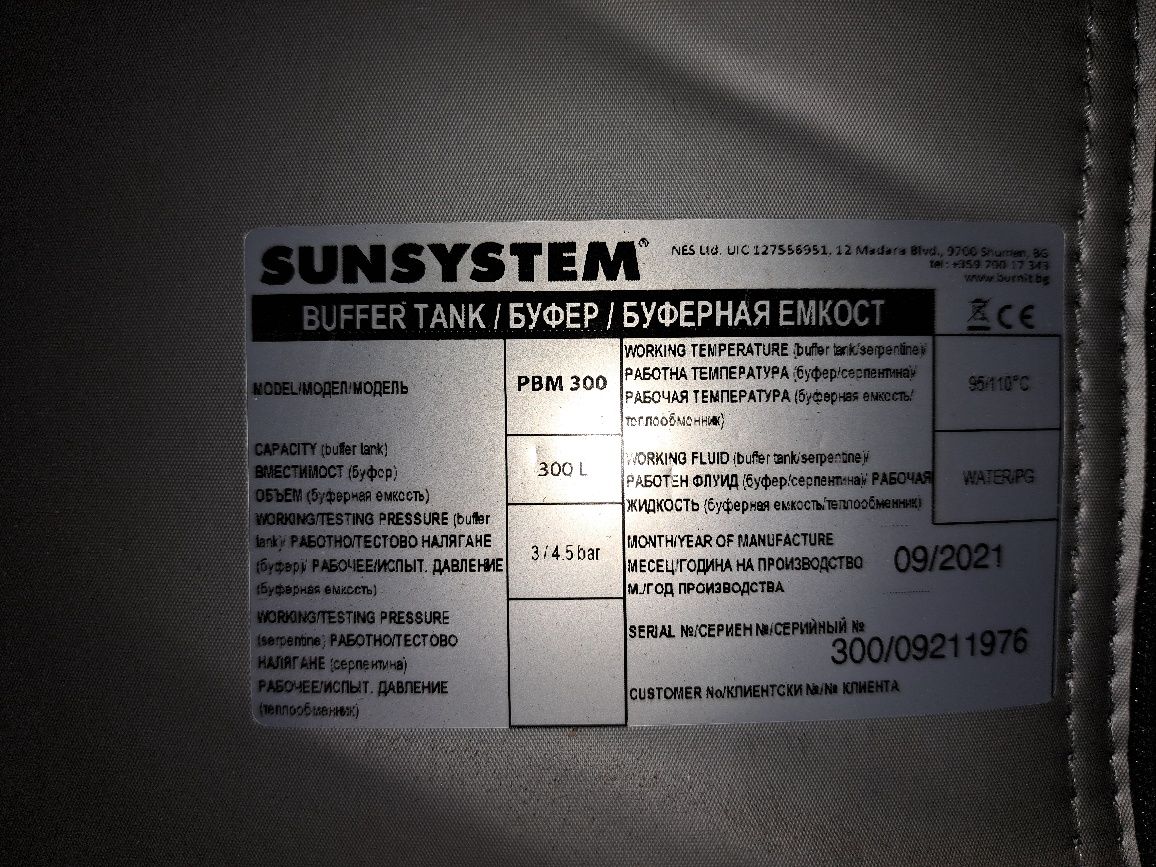 SUNSYSTEM®
NES Ltd. UIC 127556951, 12 Madara Blvd., 9706 Shumen, BG
tel: +359 700 17 343
www.burnit.bg
BUFFER TANK / БУФЕР / БУФЕРНАЯ ЕМКОСТ
CE
MODEL/МОДЕЛ/МОДЕЛЬ
PBM 300
CAPACITY (buffer tank)
ВМЕСТИМОСТ (буфер)
ОБЪЕМ (буферная емкость)
300 L
WORKING/TESTING PRESSURE (buffer
tank)/ РАБОТНО/ТЕСТОВО НАЛЯГАНЕ
(буфер)/ РАБОЧЕЕ/ИСПЫТ. ДАВЛЕНИЕ
(буферная емкость)
3 / 4.5 bar
WORKING/TESTING PRESSURE
(serpentine) РАБОТНО/ТЕСТОВО
НАЛЯГАНЕ (серпентина)
РАБОЧЕЕ/ИСПЫТ. ДАВЛЕНИЕ
(теплообменник)
WORKING TEMPERATURE (buffer tank/serpentine)/
РАБОТНА ТЕМПЕРАТУРА (буфер/серпентина)/
РАБОЧАЯ ТЕМПЕРАТУРА (буферная емкость/
теплообменник)
95/110°C
WORKING FLUID (buffer tank/serpentine)/
РАБОТЕН ФЛУИД (буфер/серпентина)/ РАБОЧАЯ
ЖИДКОСТЬ (буферная емкость/теплообменник)
WATER/PG
MONTH/YEAR OF MANUFACTURE
МЕСЕЦ/ГОДИНА НА ПРОИЗВОДСТВО
М./ГОД ПРОИЗВОДСТВА
09/2021
SERIAL №/СЕРИЕН №/СЕРИЙНЫЙ №
300/09211976
CUSTOMER No/КЛИЕНТСКИ №/№ КЛИЕНТА